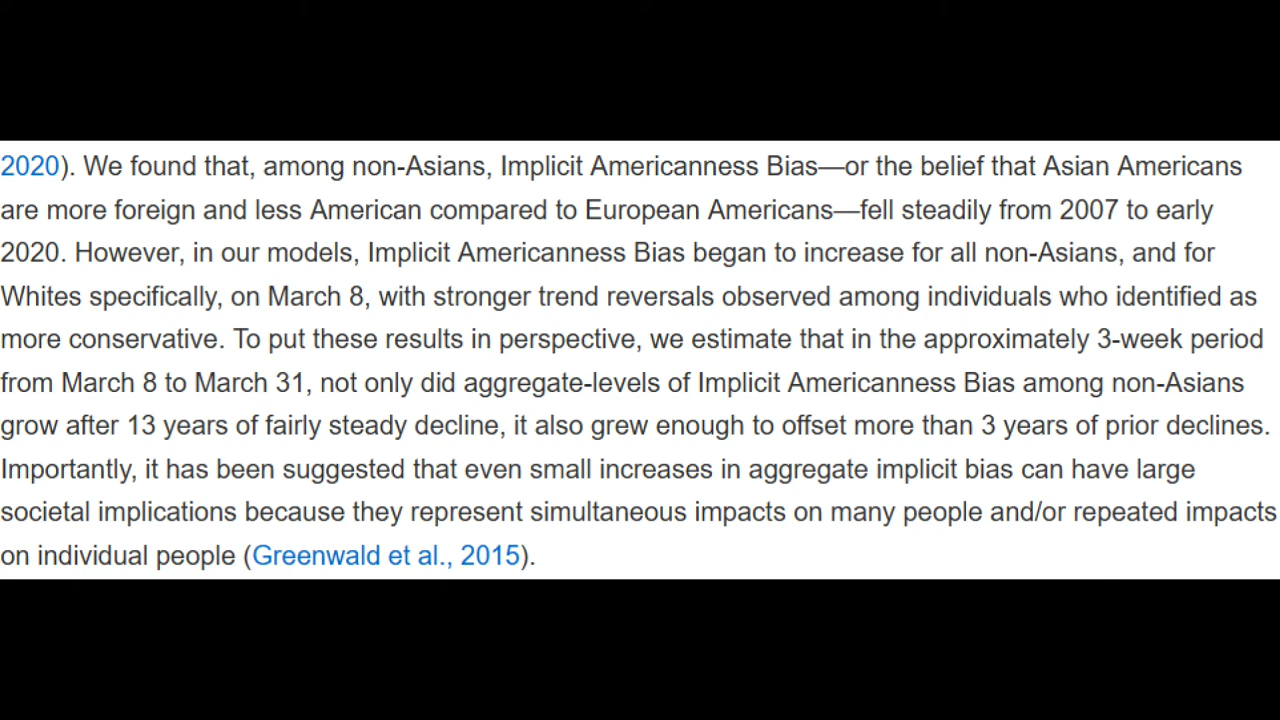 2020). We found that, among non-Asians, Implicit Americanness Bias—or the belief that Asian Americans
are more foreign and less American compared to European Americans—fell steadily from 2007 to early
2020. However, in our models, Implicit Americanness Bias began to increase for all non-Asians, and for
Whites specifically, on March 8, with stronger trend reversals observed among individuals who identified as
more conservative. To put these results in perspective, we estimate that in the approximately 3-week period
from March 8 to March 31, not only did aggregate-levels of Implicit Americanness Bias among non-Asians
grow after 13 years of fairly steady decline, it also grew enough to offset more than 3 years of prior declines.
Importantly, it has been suggested that even small increases in aggregate implicit bias can have large
societal implications because they represent simultaneous impacts on many people and/or repeated impacts
on individual people (Greenwald et al., 2015).